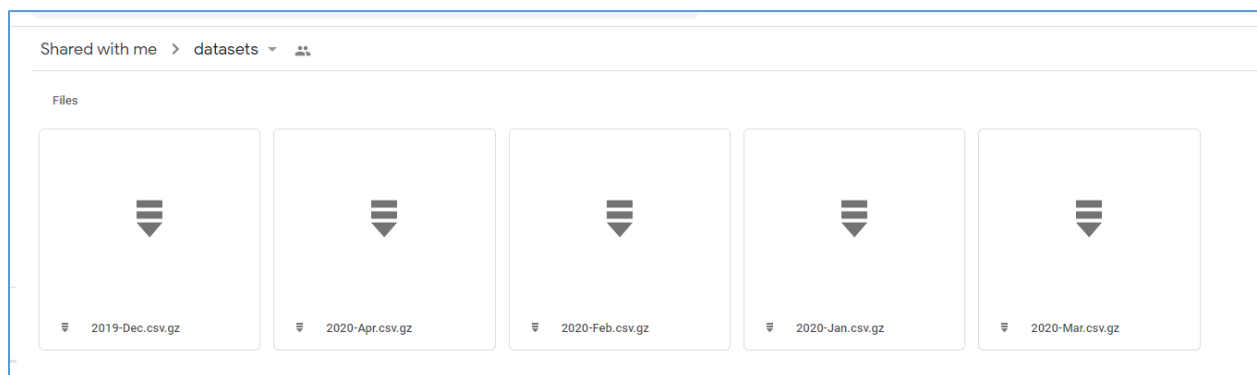 Shared with me > datasets
Files
2019-Dec.csv.gz
2020-Apr.csv.gz
2020-Feb.csv.gz
2020-Jan.csv.gz
2020-Mar.csv.gz